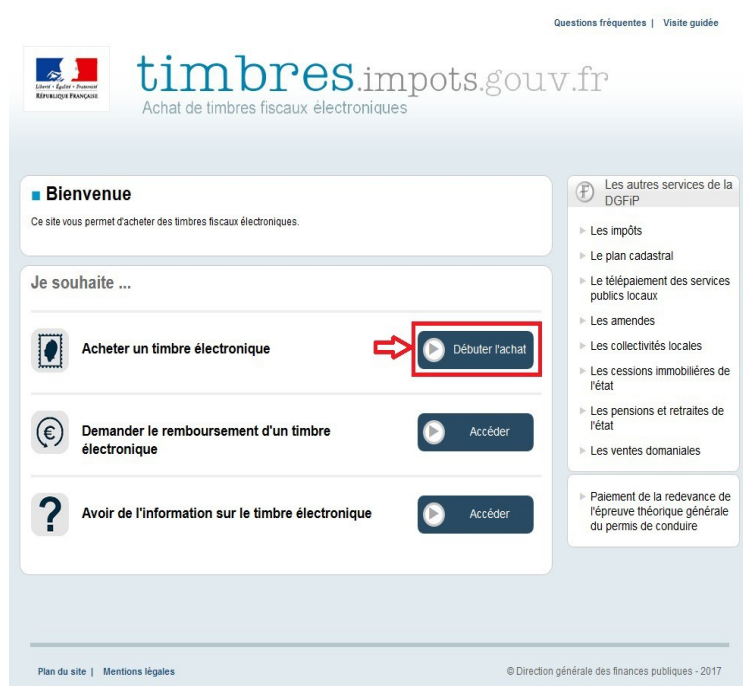 Questions fréquentes | Visite guidée
Liberté • Égalité • Fraternité
RÉPUBLIQUE FRANÇAISE
timbres.impots.gouv.fr
Achat de timbres fiscaux électroniques
Bienvenue
Ce site vous permet d'acheter des timbres fiscaux électroniques.
Je souhaite ...
Acheter un timbre électronique
Débuter l'achat
Demander le remboursement d'un timbre
électronique
Accéder
Avoir de l'information sur le timbre électronique
Accéder
Les autres services de la
DGFiP
Les impôts
Le plan cadastral
Le télépaiement des services
publics locaux
Les amendes
Les collectivités locales
Les cessions immobilières de
l'état
Les pensions et retraites de
l'état
Les ventes domaniales
Paiement de la redevance de
l'épreuve théorique générale
du permis de conduire
Plan du site | Mentions légales
© Direction générale des finances publiques - 2017